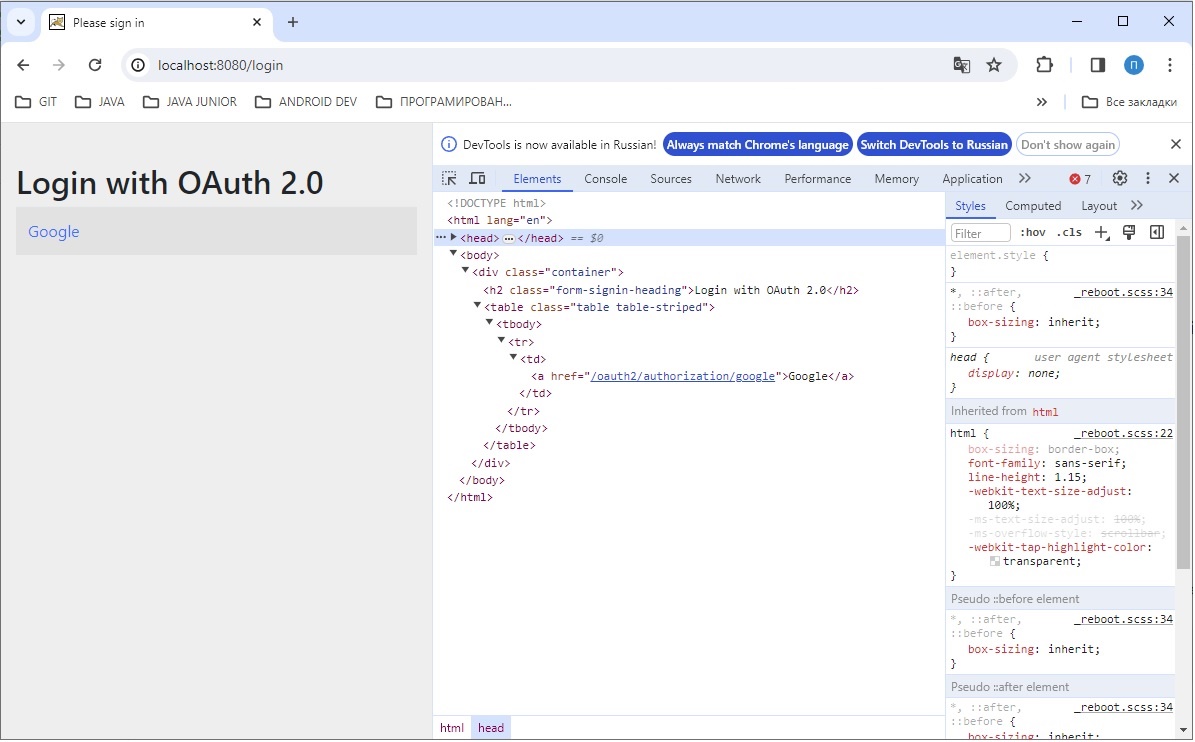 Please sign in
localhost:8080/login
GIT JAVA JAVA JUNIOR ANDROID DEV ПРОГРАМИРОВАН... Все закладки
П
Login with OAuth 2.0
Google
DevTools is now available in Russian! Always match Chrome's language Switch DevTools to Russian Don't show again
Elements Console Sources Network Performance Memory Application 7
<!DOCTYPE html>
<html lang="en">
<head> </head> == $0
<body>
<div class="container">
<h2 class="form-signin-heading">Login with OAuth 2.0</h2>
<table class="table table-striped">
<tbody>
<tr>
<td>
<a href="/oauth2/authorization/google">Google</a>
</td>
</tr>
</tbody>
</table>
</div>
</body>
</html>
html head
Styles Computed Layout
Filter :hov .cls
element.style {
}
*, ::after, _reboot.scss:34
::before {
box-sizing: inherit;
}
head { user agent stylesheet
display: none;
}
Inherited from html
html { _reboot.scss:22
box-sizing: border-box;
font-family: sans-serif;
line-height: 1.15;
-webkit-text-size-adjust:
100%;
-ms-text-size-adjust: 100%;
-ms-overflow-style: scrollbar;
-webkit-tap-highlight-color:
transparent;
}
Pseudo ::before element
*, ::after, _reboot.scss:34
::before {
box-sizing: inherit;
}
Pseudo ::after element
*, ::after, _reboot.scss:34
::before {
box-sizing: inherit;